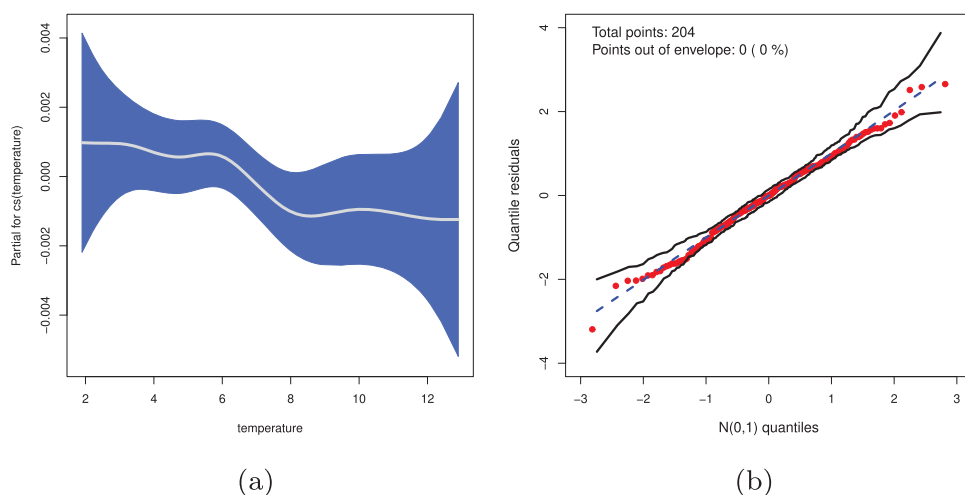 0.004
0.002
0.000
−0.002
−0.004
Partial for cs(temperature)
2 4 6 8 10 12
temperature
(a)
Total points: 204
Points out of envelope: 0 ( 0 %)
4
2
0
−2
−4
Quantile residuals
−3 −2 −1 0 1 2 3
N(0,1) quantiles
(b)